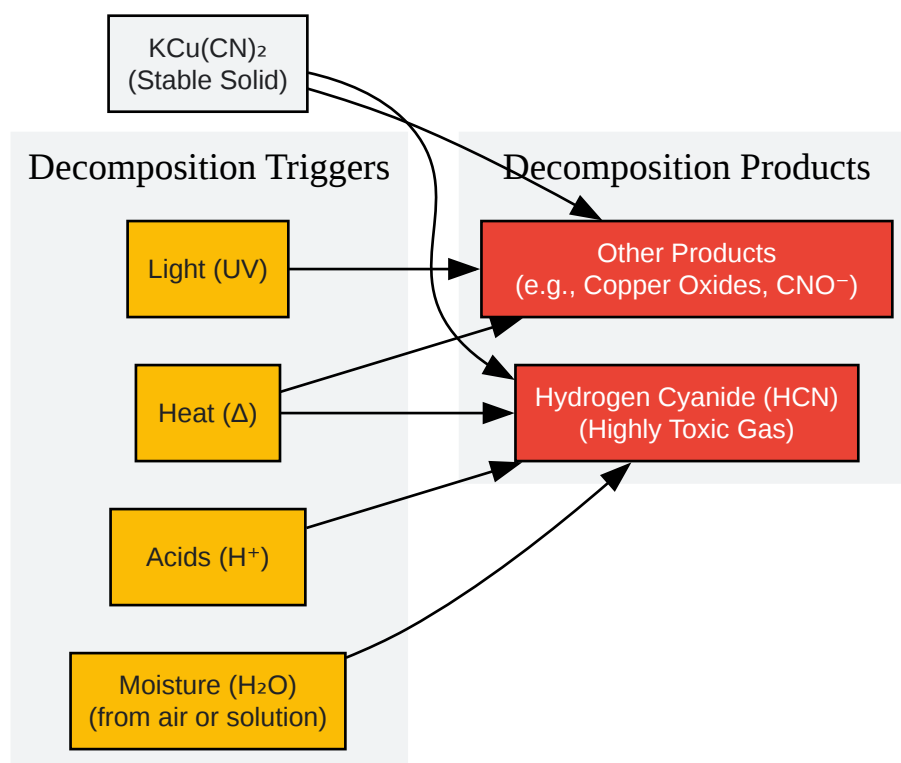 KCu(CN)₂
(Stable Solid)
Decomposition Triggers
Decomposition Products
Light (UV)
Other Products
(e.g., Copper Oxides, CNO⁻)
Heat (Δ)
Hydrogen Cyanide (HCN)
(Highly Toxic Gas)
Acids (H⁺)
Moisture (H₂O)
(from air or solution)